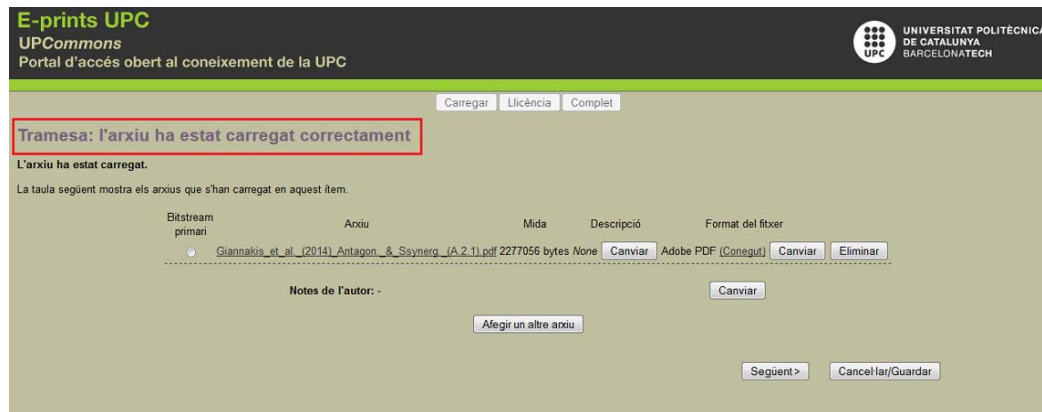 E-prints UPC
UPCommons
Portal d'accés obert al coneixement de la UPC
UPC
UNIVERSITAT POLITÈCNICA
DE CATALUNYA
BARCELONATECH
Carregar Llicència Complet
Tramesa: l'arxiu ha estat carregat correctament
L'arxiu ha estat carregat.
La taula següent mostra els arxius que s'han carregat en aquest ítem.
Bitstream primari Arxiu Mida Descripció Format del fitxer
Giannakis_et_al._(2014)_Antagon._&_Ssynerg._(A.2.1).pdf 2277056 bytes None Canviar Adobe PDF (Conegut) Canviar Eliminar
Notes de l'autor: - Canviar
Afegir un altre arxiu
Següent > Cancel·lar/Guardar